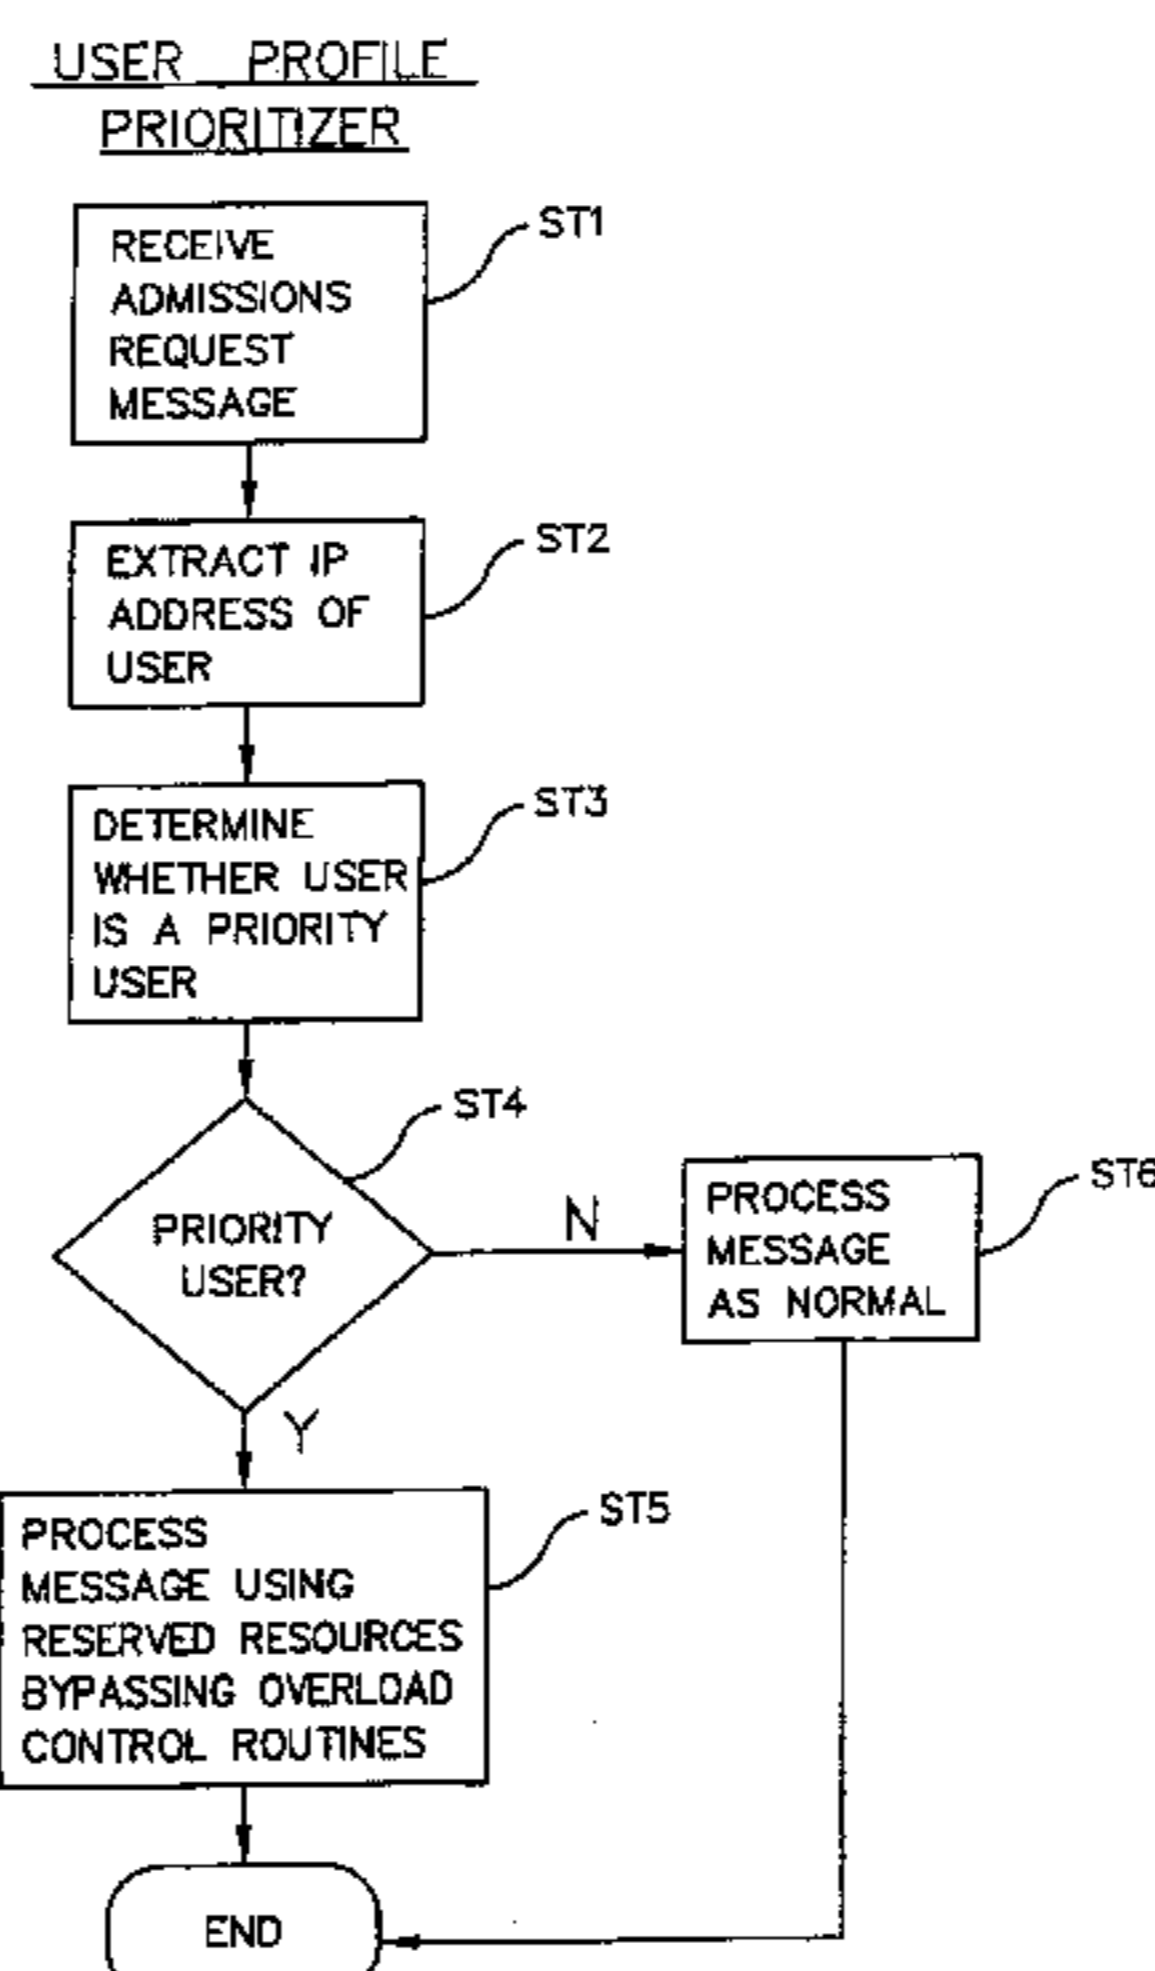 USER PROFILE
PRIORITIZER
RECEIVE
ADMISSIONS
REQUEST
MESSAGE
ST1
EXTRACT IP
ADDRESS OF
USER
ST2
DETERMINE
WHETHER USER
IS A PRIORITY
USER
ST3
PRIORITY
USER?
ST4
N
PROCESS
MESSAGE
AS NORMAL
ST6
Y
PROCESS
MESSAGE USING
RESERVED RESOURCES
BYPASSING OVERLOAD
CONTROL ROUTINES
ST5
END